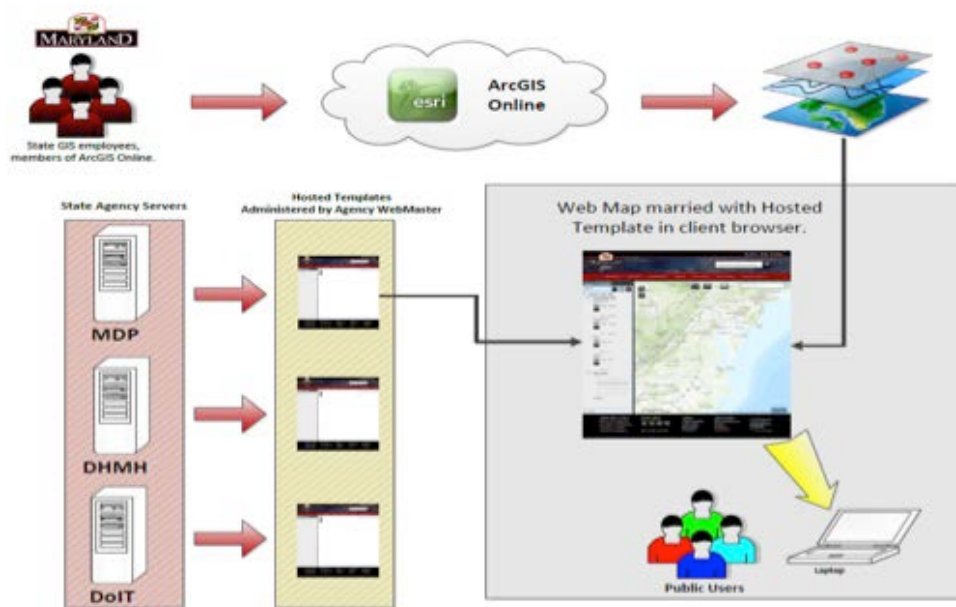 MARYLAND
State GIS employees,
members of ArcGIS Online.
esri
ArcGIS
Online
State Agency Servers
Hosted Templates
Administered by Agency WebMaster
MDP
DHMH
DoIT
Web Map married with Hosted
Template in client browser.
Public Users
Laptop